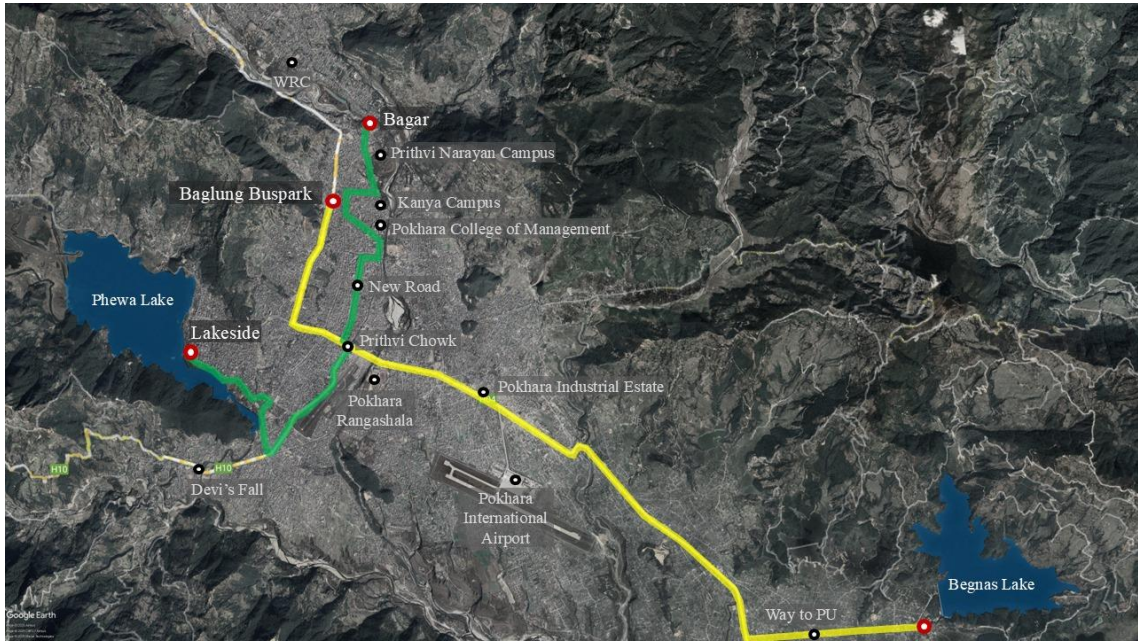 WRC
Bagar
Prithvi Narayan Campus
Baglung Buspark
Kanya Campus
Pokhara College of Management
Phewa Lake
New Road
Lakeside
Prithvi Chowk
Pokhara Industrial Estate
Pokhara
Rangashala
H10
H10
Devi’s Fall
Pokhara
International
Airport
Begnas Lake
Way to PU
Google Earth